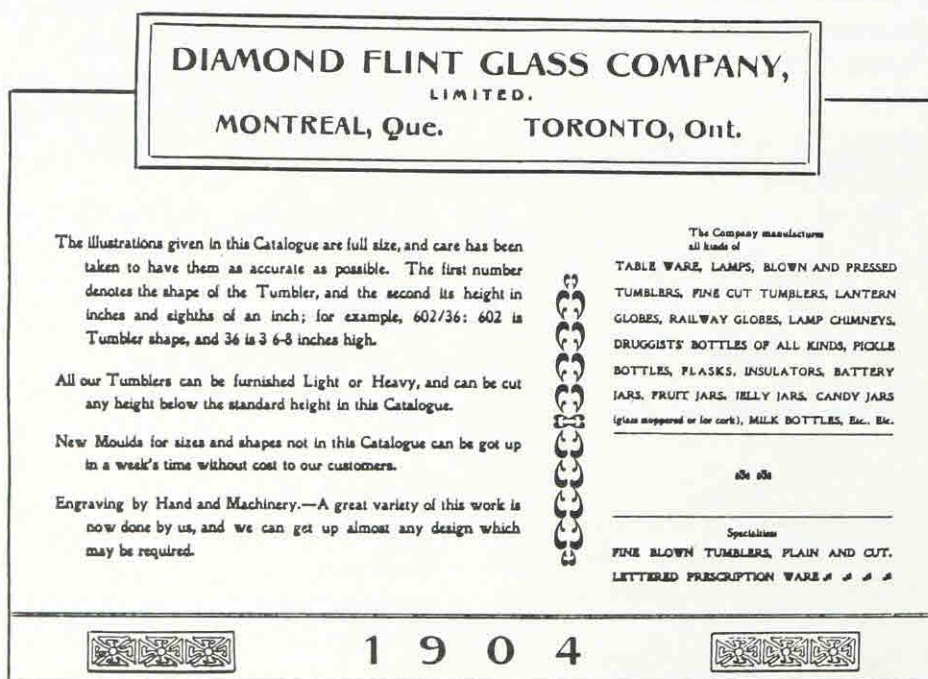 DIAMOND FLINT GLASS COMPANY,
LIMITED.
MONTREAL, Que. TORONTO, Ont.
The illustrations given in this Catalogue are full size, and care has been
taken to have them as accurate as possible. The first number
denotes the shape of the Tumbler, and the second its height in
inches and eighths of an inch; for example, 602/36: 602 is
Tumbler shape, and 36 is 3 6-8 inches high.
All our Tumblers can be furnished Light or Heavy, and can be cut
any height below the standard height in this Catalogue.
New Moulds for sizes and shapes not in this Catalogue can be got up
in a week's time without cost to our customers.
Engraving by Hand and Machinery.—A great variety of this work is
now done by us, and we can get up almost any design which
may be required.
The Company manufactures
all kinds of
TABLE WARE, LAMPS, BLOWN AND PRESSED
TUMBLERS, FINE CUT TUMBLERS, LANTERN
GLOBES, RAILWAY GLOBES, LAMP CHIMNEYS,
DRUGGISTS' BOTTLES OF ALL KINDS, PICKLE
BOTTLES, FLASKS, INSULATORS, BATTERY
JARS, FRUIT JARS, JELLY JARS, CANDY JARS
(glass stoppered or for cork), MILK BOTTLES, Etc., Etc.
Specialties
FINE BLOWN TUMBLERS, PLAIN AND CUT.
LETTERED PRESCRIPTION WARE
1904